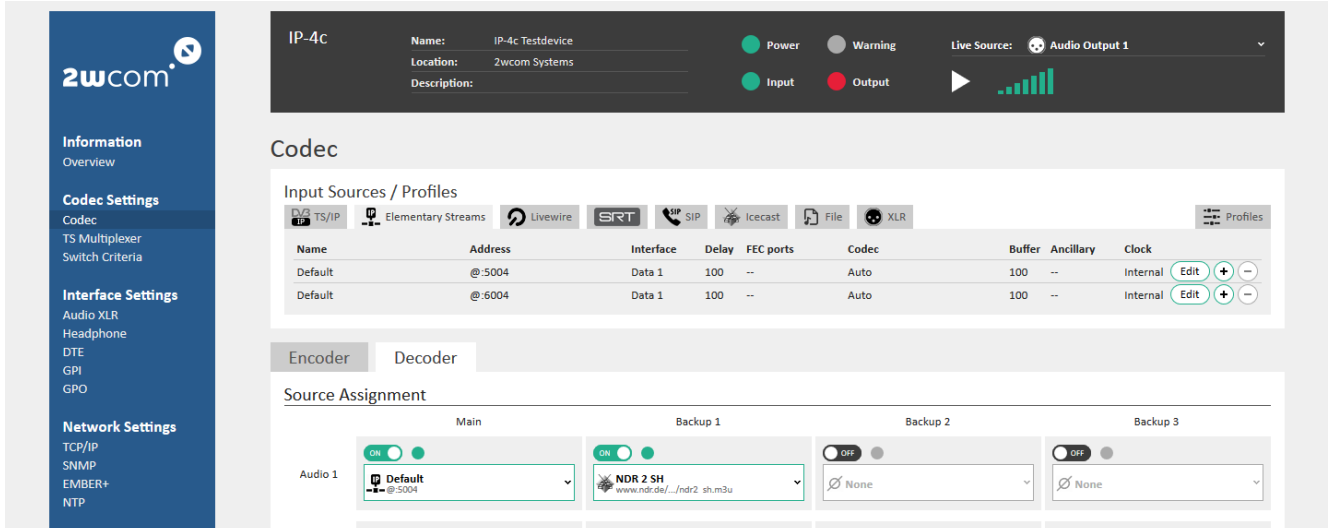 2wcom
Information
Overview
Codec Settings
Codec
TS Multiplexer
Switch Criteria
Interface Settings
Audio XLR
Headphone
DTE
GPI
GPO
Network Settings
TCP/IP
SNMP
EMBER+
NTP
IP-4c
Name: IP-4c Testdevice
Location: 2wcom Systems
Description:
Power Warning
Input Output
Live Source: Audio Output 1
Codec
Input Sources / Profiles
DVB IP TS/IP IP Elementary Streams Livewire SRT SIP SIP Icecast File XLR Profiles
Name Address Interface Delay FEC ports Codec Buffer Ancillary Clock
Default @:5004 Data 1 100 -- Auto 100 -- Internal Edit + −
Default @:6004 Data 1 100 -- Auto 100 -- Internal Edit + −
Encoder Decoder
Source Assignment
Main Backup 1 Backup 2 Backup 3
ON ON OFF OFF
Audio 1
IP Default NDR 2 SH None None
@:5004 www.ndr.de/.../ndr2_sh.m3u